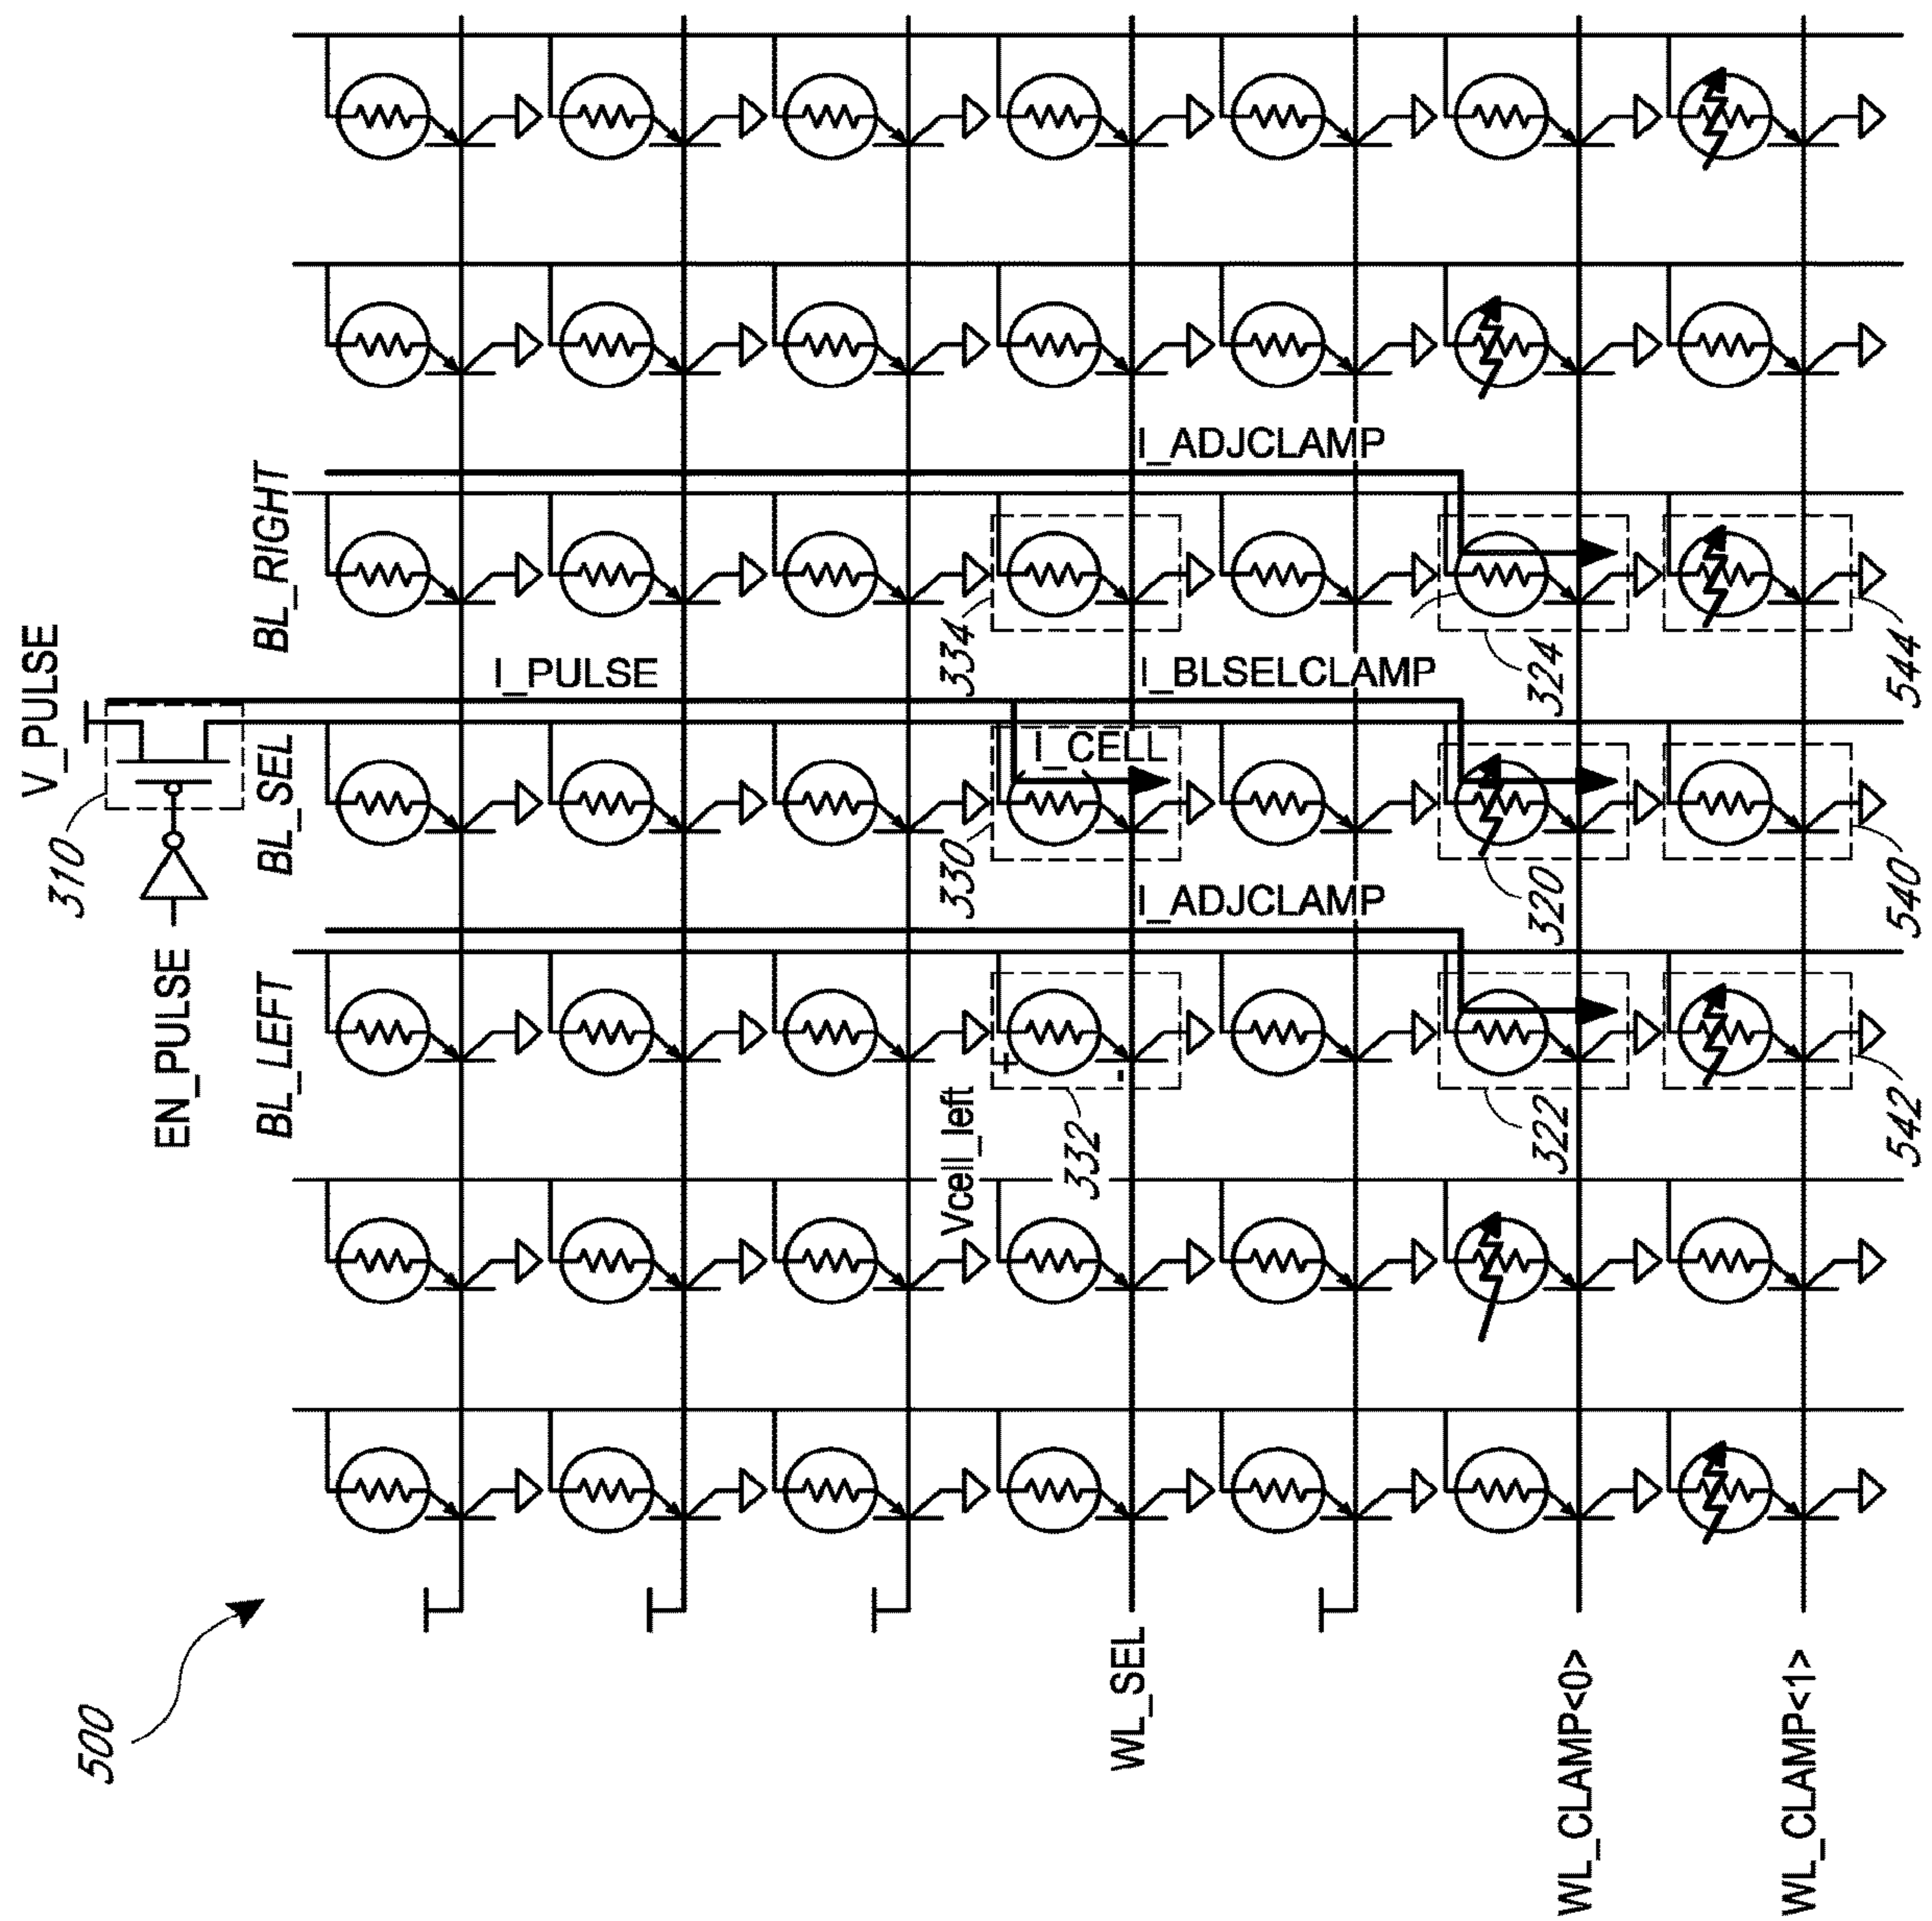 500
V_PULSE
310
EN_PULSE
BL_LEFT
BL_SEL
BL_RIGHT
I_PULSE
Vcell_left
+
-
332
330
334
I_CELL
WL_SEL
I_ADJCLAMP
I_BLSELCLAMP
I_ADJCLAMP
322
320
324
WL_CLAMP<0>
542
540
544
WL_CLAMP<1>